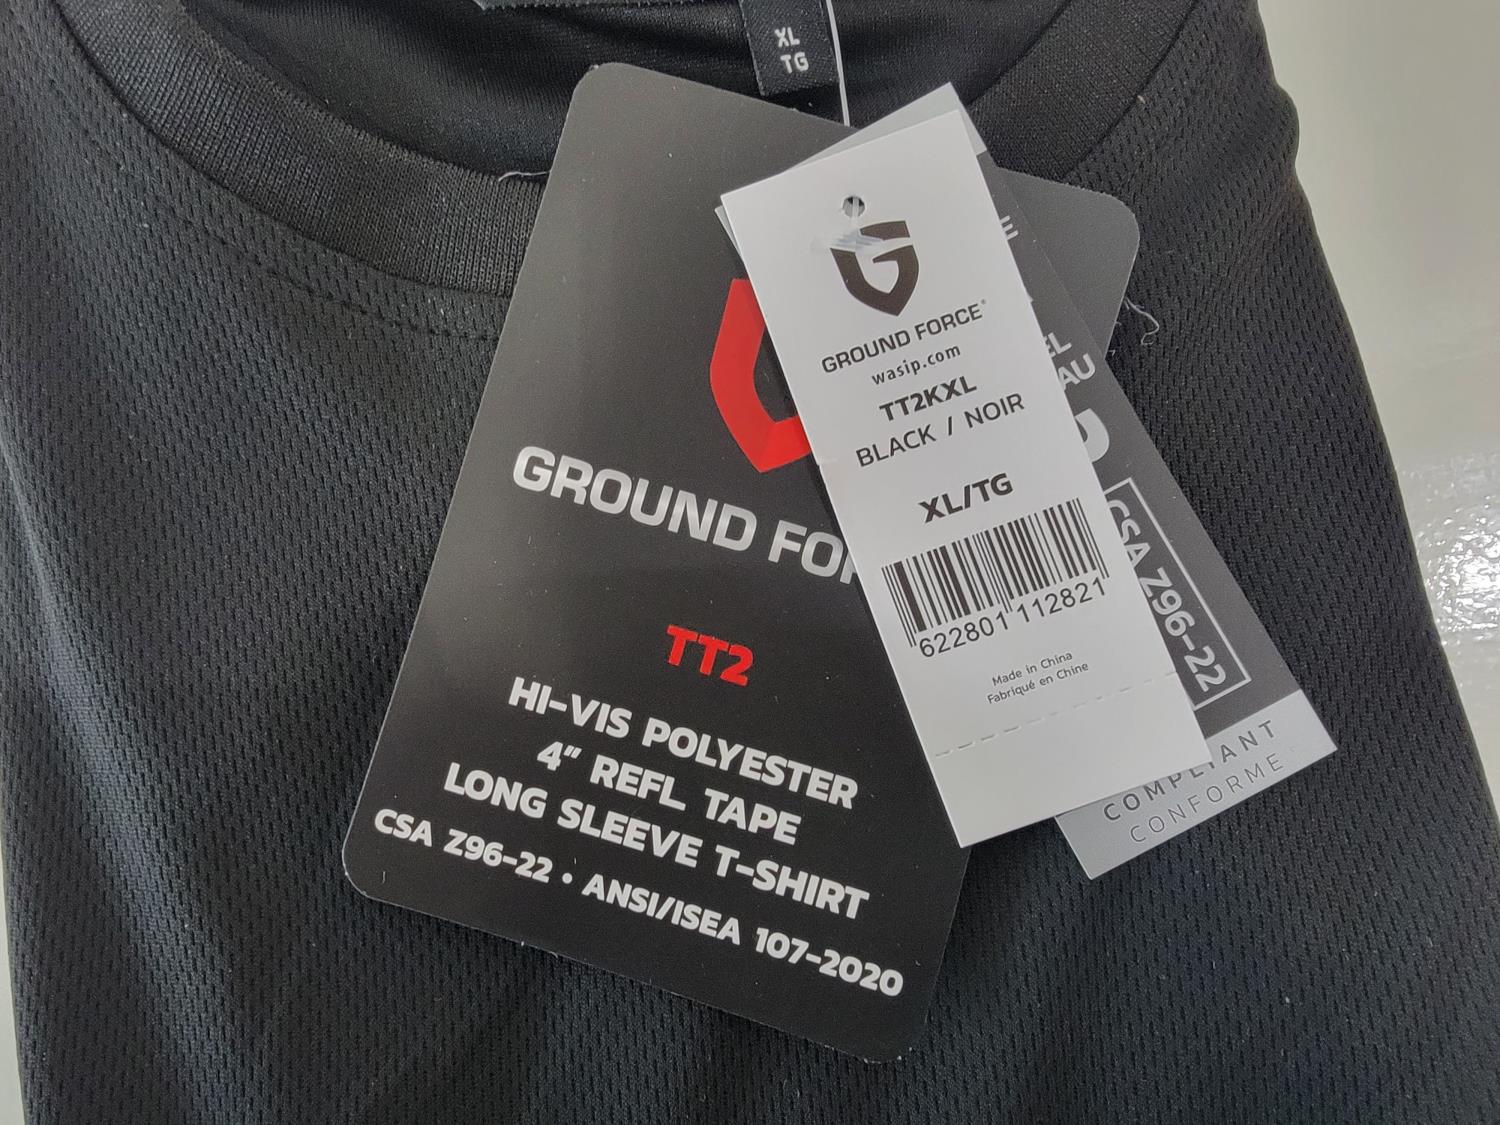 XL
TG
GROUND FORCE®
wasip.com
TT2KXL
BLACK / NOIR
XL/TG
622801 112821
Made in China
Fabriqué en Chine
GROUND FOR
TT2
HI-VIS POLYESTER
4" REFL TAPE
LONG SLEEVE T-SHIRT
CSA Z96-22 • ANSI/ISEA 107-2020
CSA Z96-22
COMPLIANT
CONFORME